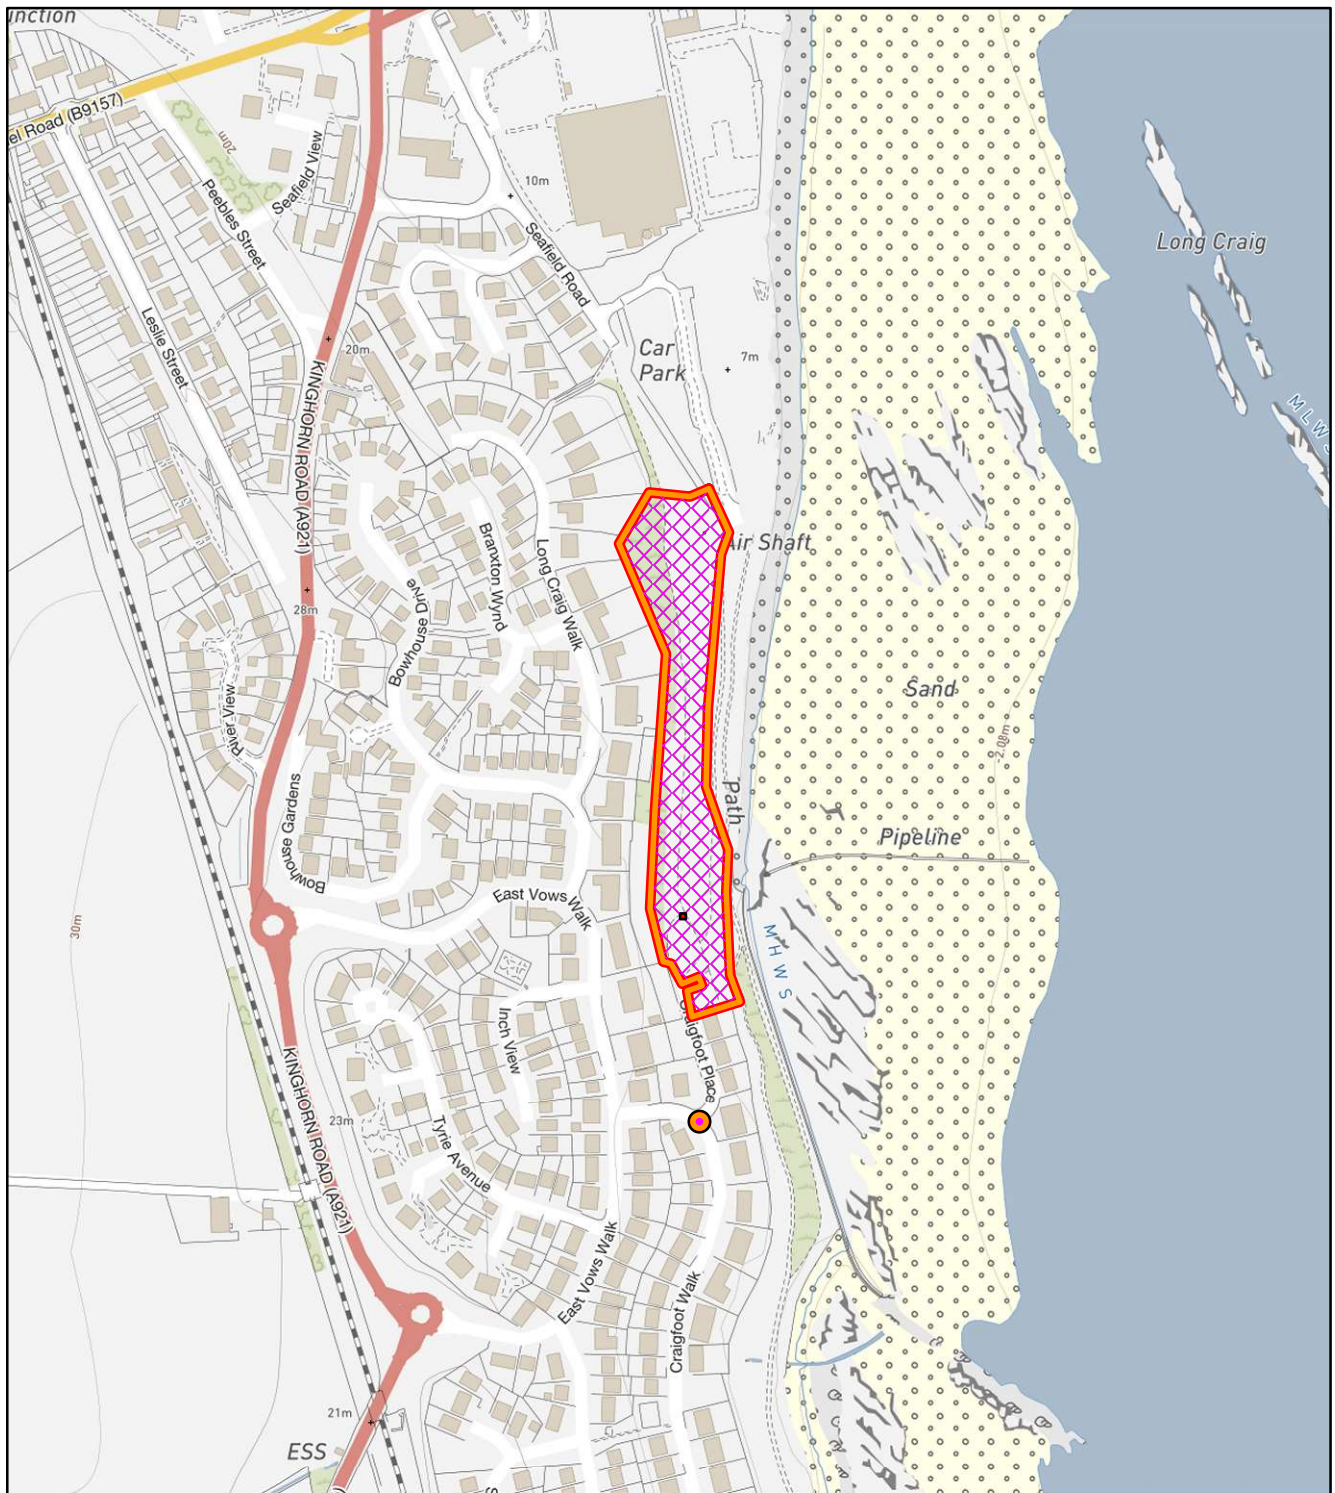 unction
el Road (B9157)
20m
Seafield View
Peebles Street
10m
Seafield Road
Long Craig
Leslie Street
20m
KINGHORN ROAD (A921)
Car
Park
7m
MLWS
Air Shaft
Branxton Wynd
Long Craig Walk
Bowhouse Drive
28m
River View
Sand
-2.08m
Path
Pipeline
Bowhouse Gardens
East Vows Walk
30m
MHWS
Inch View
Craigfoot Place
KINGHORN ROAD (A921)
23m
Tyrie Avenue
East Vows Walk
Craigfoot Walk
21m
ESS